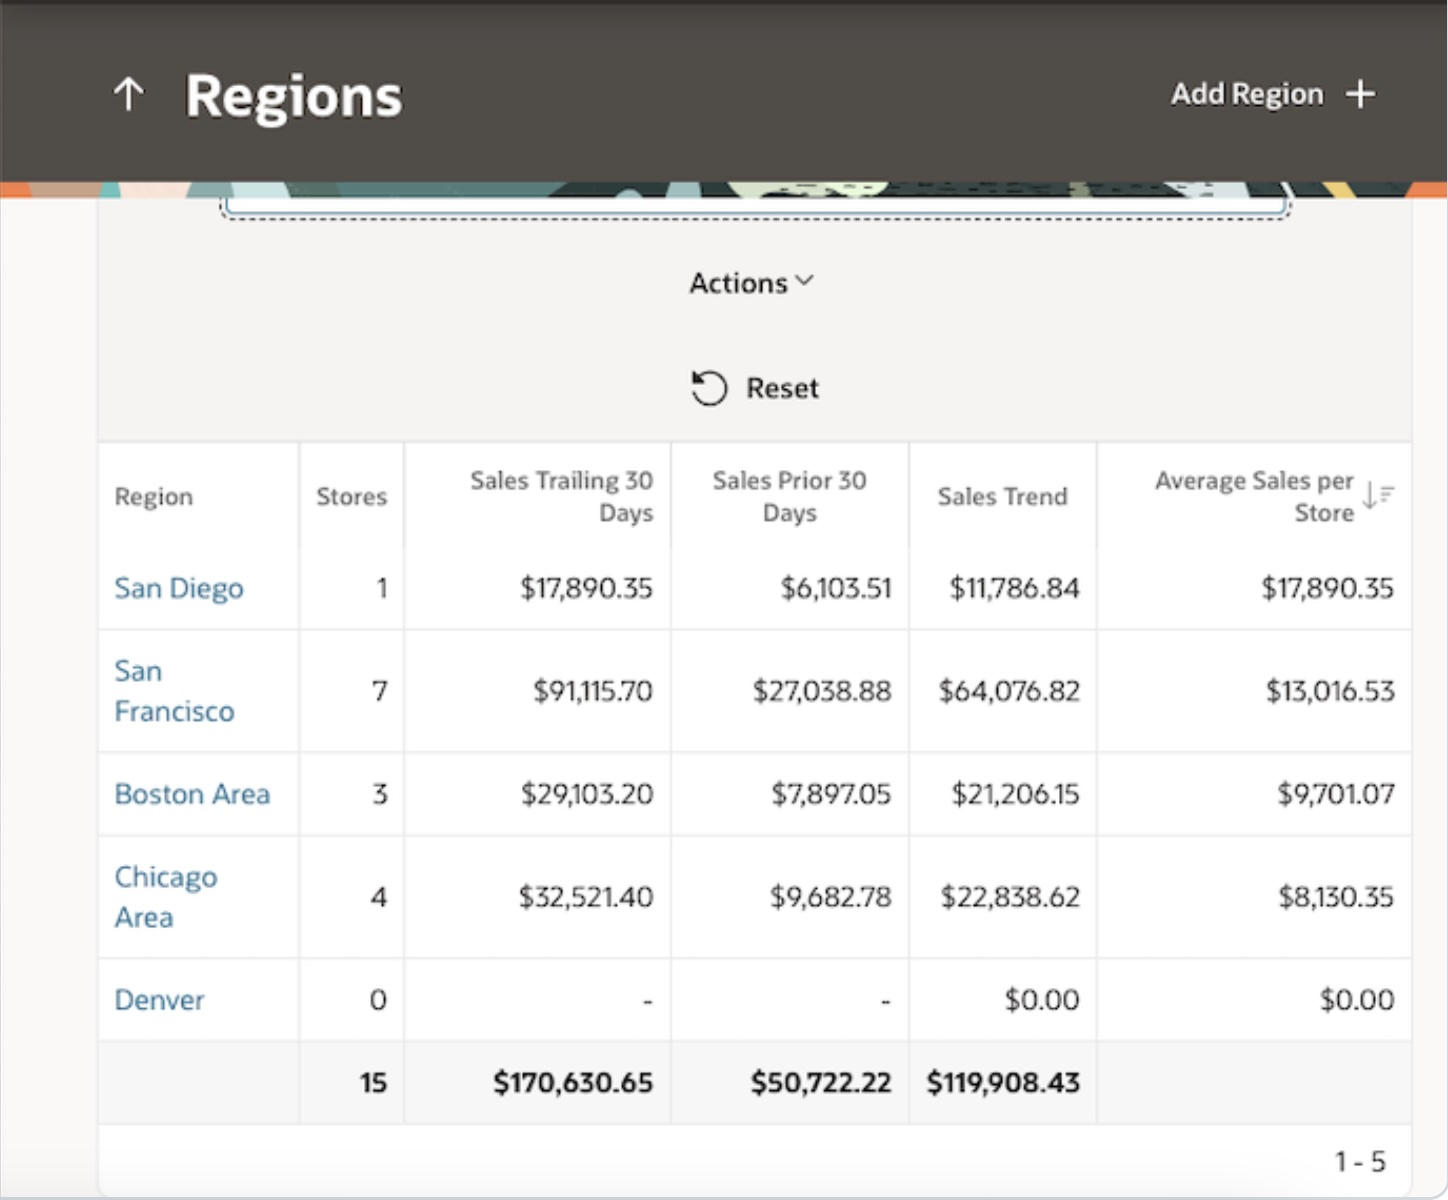 Regions
Add Region
Actions
Reset
Region Stores Sales Trailing 30 Days Sales Prior 30 Days Sales Trend Average Sales per Store
San Diego 1 $17,890.35 $6,103.51 $11,786.84 $17,890.35
San Francisco 7 $91,115.70 $27,038.88 $64,076.82 $13,016.53
Boston Area 3 $29,103.20 $7,897.05 $21,206.15 $9,701.07
Chicago Area 4 $32,521.40 $9,682.78 $22,838.62 $8,130.35
Denver 0 - - $0.00 $0.00
15 $170,630.65 $50,722.22 $119,908.43
1 - 5